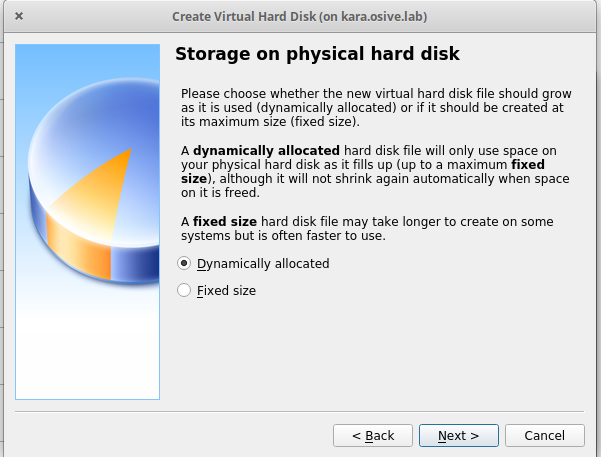 Create Virtual Hard Disk (on kara.osive.lab)
Storage on physical hard disk
Please choose whether the new virtual hard disk file should grow
as it is used (dynamically allocated) or if it should be created at
its maximum size (fixed size).
A dynamically allocated hard disk file will only use space on
your physical hard disk as it fills up (up to a maximum fixed
size), although it will not shrink again automatically when space
on it is freed.
A fixed size hard disk file may take longer to create on some
systems but is often faster to use.
Dynamically allocated
Fixed size
< Back
Next >
Cancel